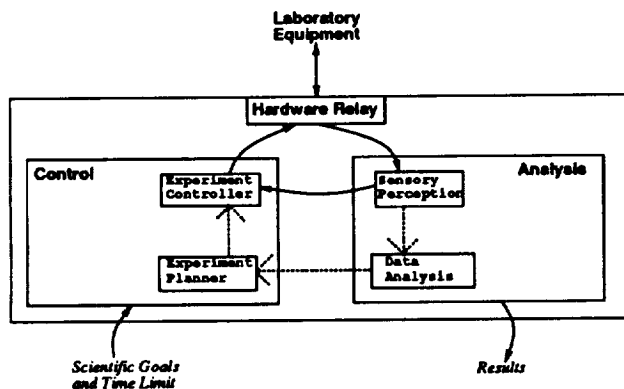 Laboratory
Equipment
Hardware Relay
Control
Experiment
Controller
Sensory
Perception
Analysis
Experiment
Planner
Data
Analysis
Scientific Goals
and Time Limit
Results